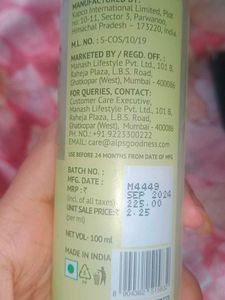 MANUFACTURED BY:
Kapco International Limited, Plot
10-11, Sector 3, Parwanoo,
Himachal Pradesh – 173220, India.
M.L. NO. : S-COS/10/19
MARKETED BY / REGD. OFF. :
Manash Lifestyle Pvt. Ltd., 101 B,
Raheja Plaza, L.B.S. Road,
Ghatkopar (West), Mumbai - 400086
FOR QUERIES, CONTACT:
Customer Care Executive,
Manash Lifestyle Pvt. Ltd., 101 B,
Raheja Plaza, L.B.S. Road,
Ghatkopar (West), Mumbai - 400086
PHONE: +91 9223300222
EMAIL: care@alpsgoodness.com
USE BEFORE 24 MONTHS FROM DATE OF MFG.
BATCH NO. : M4449
MFG. DATE : SEP 2024
MRP : ₹ 225.00
(Incl. of all taxes)
UNIT SALE PRICE: ₹ 2.25
(per ml)
NET VOL- 100 ml
MADE IN INDIA